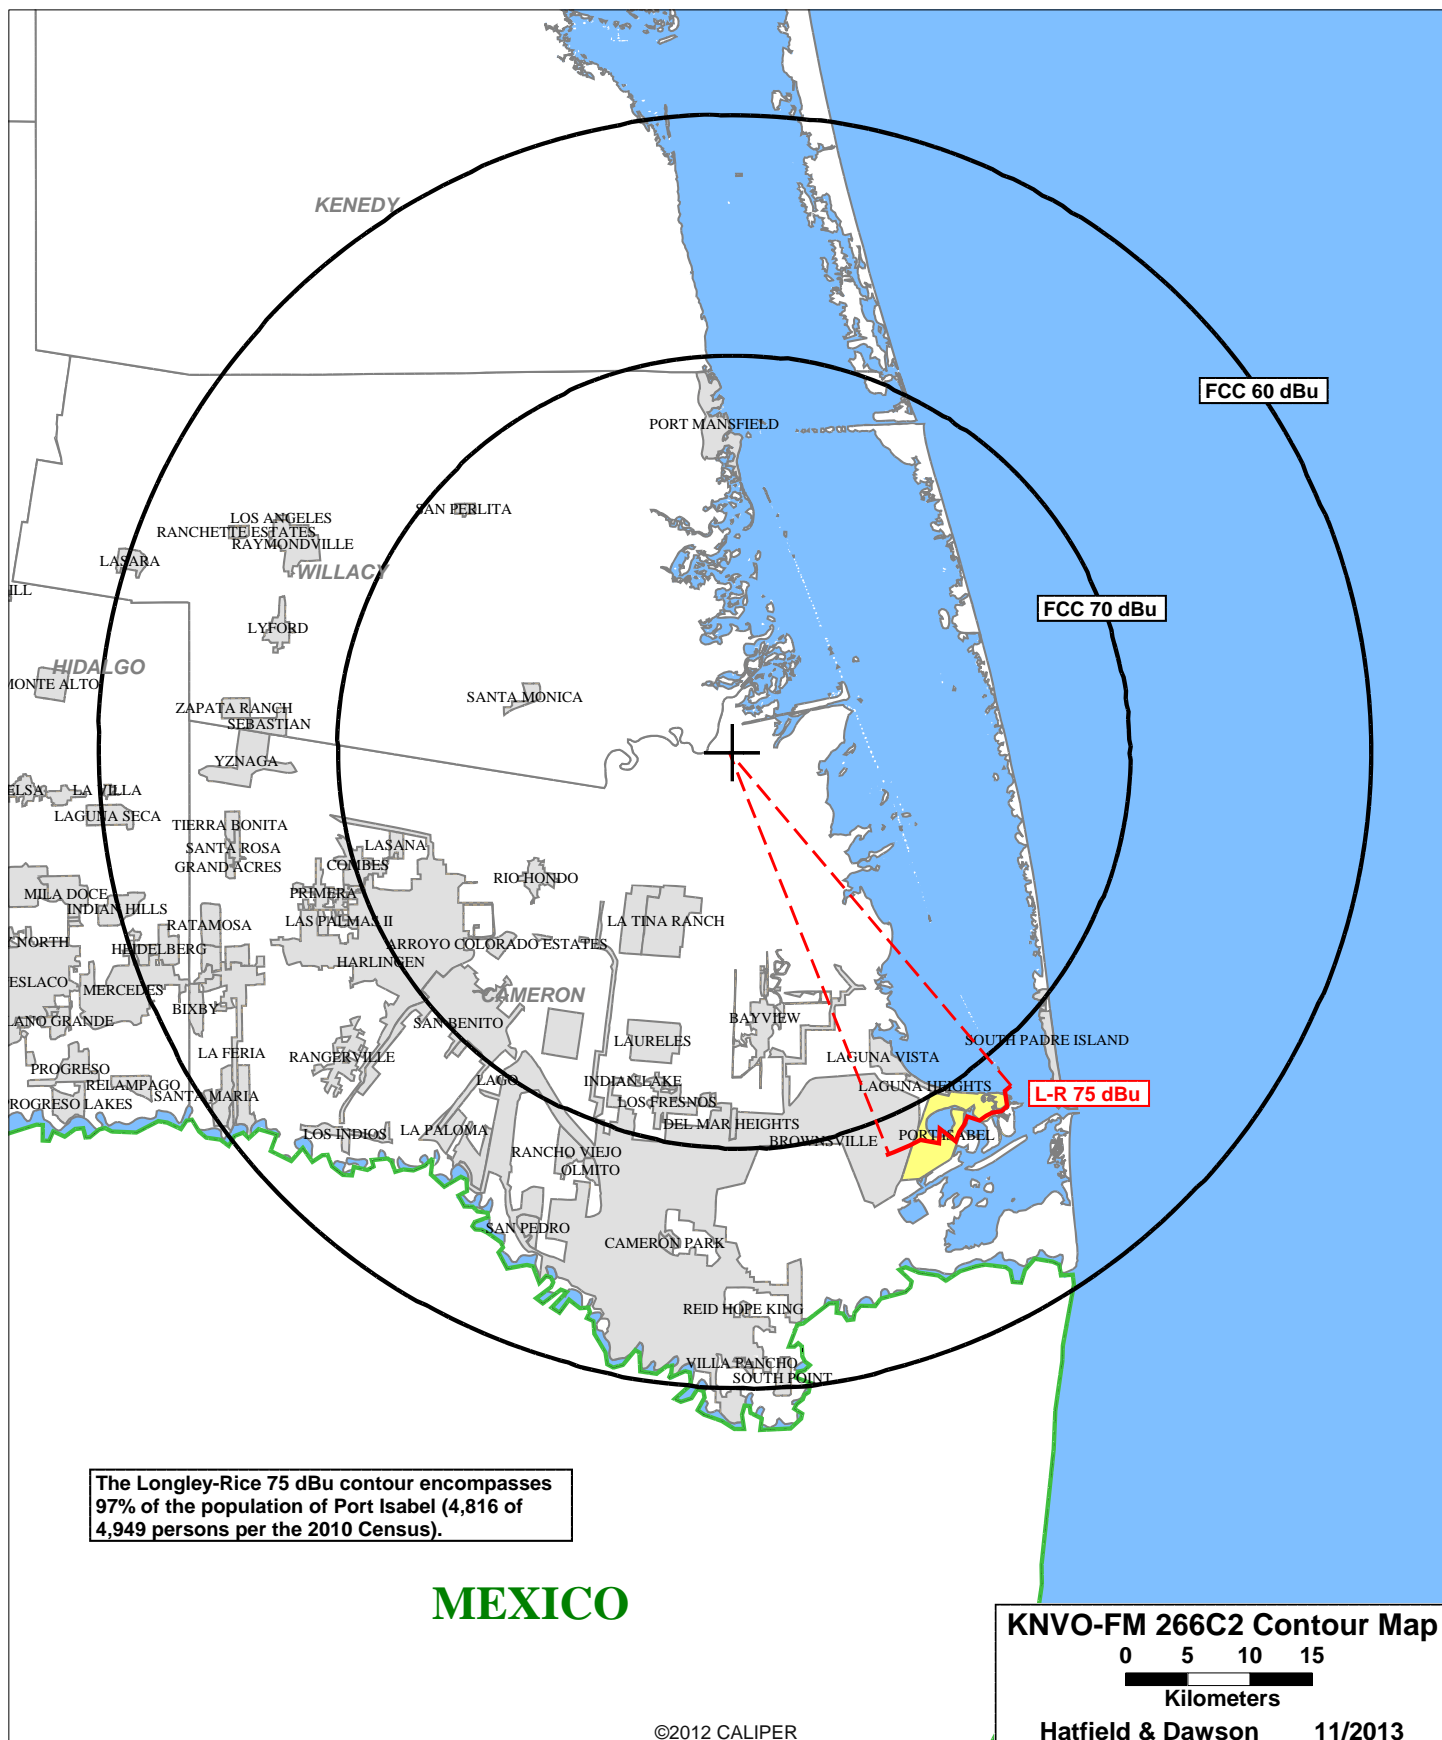 KENEDY
FCC 60 dBu
PORT MANSFIELD
SAN PERLITA
LOS ANGELES
RANCHETTE ESTATES
RAYMONDVILLE
LASARA
WILLACY
ILL
FCC 70 dBu
LYFORD
HIDALGO
MONTE ALTO
SANTA MONICA
ZAPATA RANCH
SEBASTIAN
YZNAGA
ELSA
LA VILLA
LAGUNA SECA
TIERRA BONITA
SANTA ROSA
LASANA
GRAND ACRES
COMBES
RIO HONDO
MILA DOCE
PRIMERA
INDIAN HILLS
LAS PALMAS II
LA TINA RANCH
RATAMOSA
NORTH
HEIDELBERG
ARROYO COLORADO ESTATES
HARLINGEN
ESLACO
MERCEDES
CAMERON
BIXBY
LANO GRANDE
SAN BENITO
BAYVIEW
LAURELES
SOUTH PADRE ISLAND
LA FERIA
RANGERVILLE
LAGUNA VISTA
PROGRESO
RELAMPAGO
LAGO
INDIAN LAKE
LAGUNA HEIGHTS
L-R 75 dBu
PROGRESO LAKES
SANTA MARIA
LOS FRESNOS
DEL MAR HEIGHTS
LOS INDIOS
LA PALOMA
BROWNSVILLE
PORT ISABEL
RANCHO VIEJO
OLMITO
SAN PEDRO
CAMERON PARK
REID HOPE KING
VILLA PANCHO
SOUTH POINT
The Longley-Rice 75 dBu contour encompasses
97% of the population of Port Isabel (4,816 of
4,949 persons per the 2010 Census).
MEXICO
KNVO-FM 266C2 Contour Map
0 5 10 15
Kilometers
Hatfield & Dawson 11/2013
©2012 CALIPER